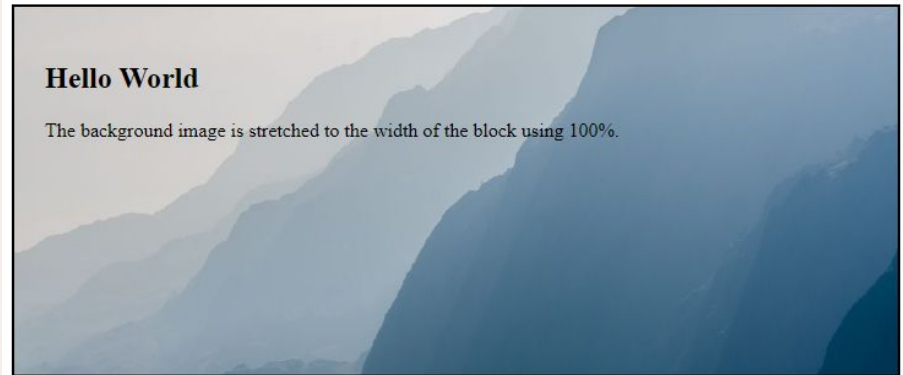 Hello World
The background image is stretched to the width of the block using 100%.